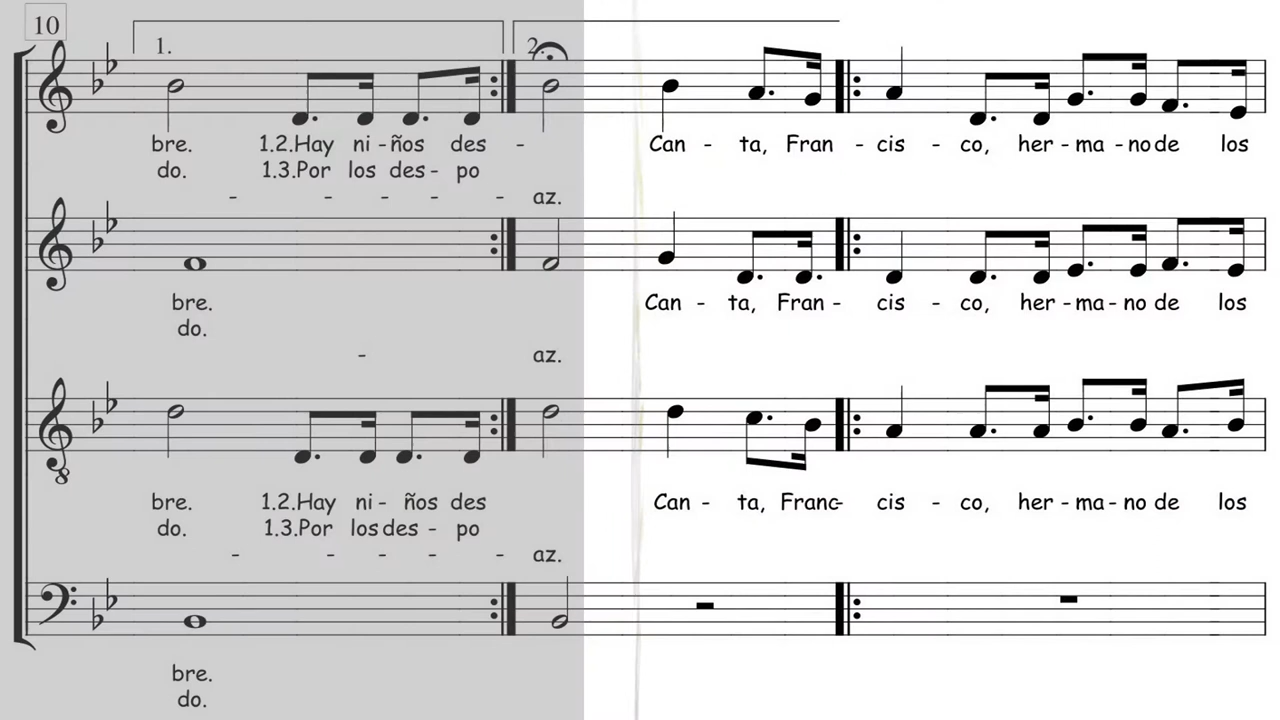 10
1. 2.
bre. 1.2.Hay ni - ños des - Can - ta, Fran - cis - co, her - ma - no de los
do. 1.3.Por los des - po
- - - - - az.
bre. Can - ta, Fran - cis - co, her - ma - no de los
do.
- az.
8
bre. 1.2.Hay ni - ños des Can - ta, Franc- cis - co, her - ma - no de los
do. 1.3.Por los des - po
- - - - - az.
bre.
do.